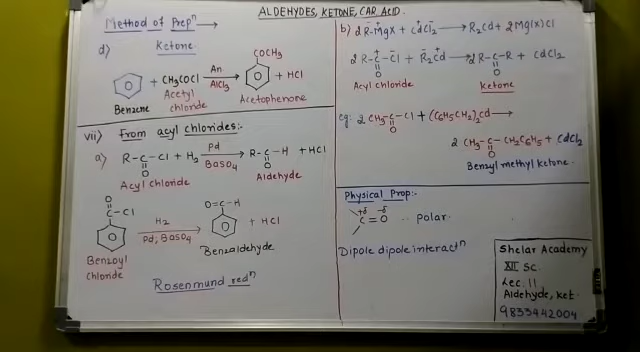 ALDEHYDES, KETONE, CAR. ACID.
Method of Prepⁿ →
d) Ketone
Benzene + CH₃COCl Acetyl chloride An AlCl₃ → COCH₃ Acetophenone + HCl
vii) From acyl chlorides:-
a) R-C-Cl + H₂ Pd BaSO₄ → R-C-H + HCl
O O
Acyl chloride Aldehyde
O
C-Cl H₂ Pd, BaSO₄ → O=C-H + HCl
Benzoyl chloride Benzaldehyde
Rosenmund redⁿ
b) 2R-MgX + CdCl₂ → R₂Cd + 2Mg(x)Cl
2 R-C-Cl + R₂Cd → 2R-C-R + CdCl₂
O O
Acyl chloride Ketone
eg: 2 CH₃-C-Cl + (C₆H₅CH₂)₂Cd →
O
2 CH₃-C-CH₂C₆H₅ + CdCl₂
O
Benzyl methyl ketone.
Physical Prop:-
C=O .. polar.
Dipole dipole interactⁿ
Shelar Academy
XII Sc.
Lec. 11
Aldehyde, Ket.
9833442004